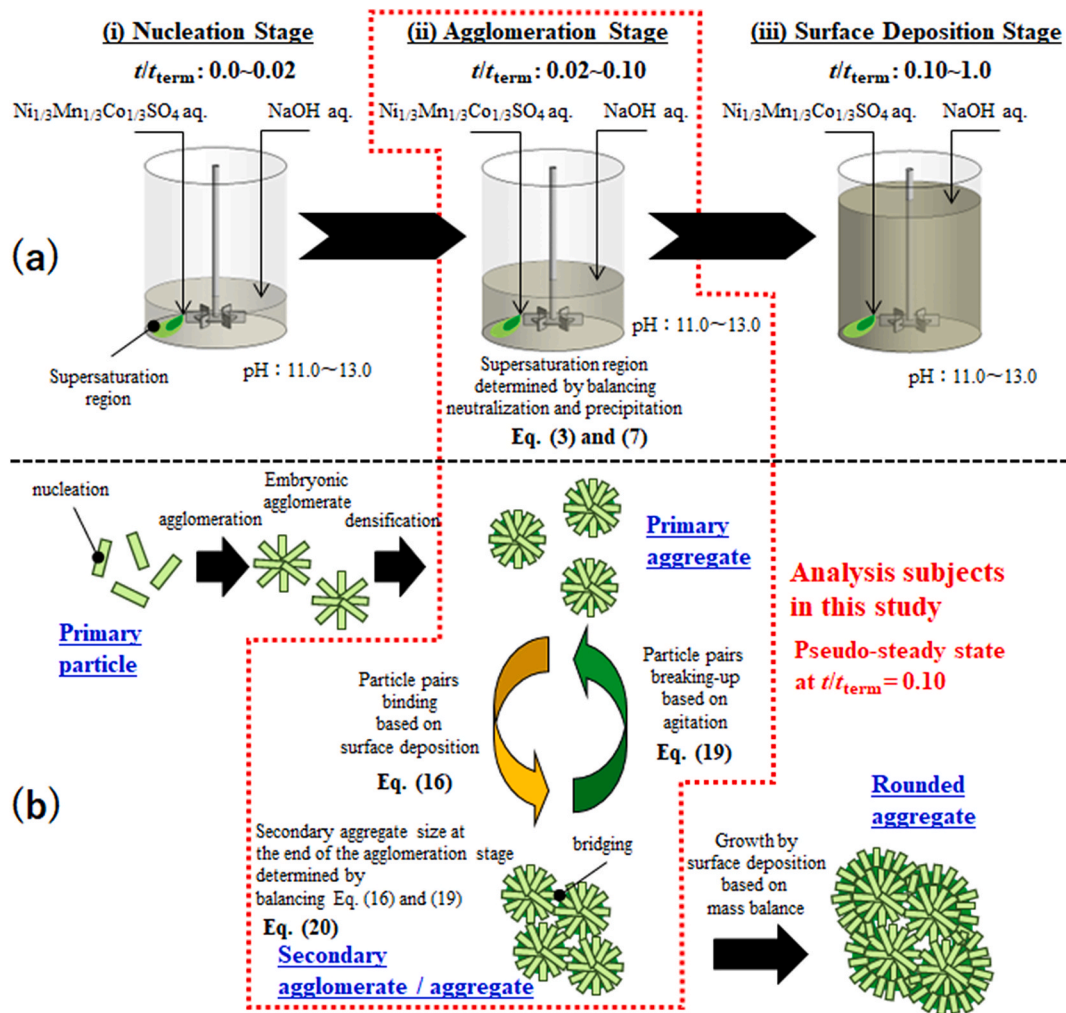 (i) Nucleation Stage
t/t_term : 0.0~0.02
Ni1/3Mn1/3Co1/3SO4 aq.
NaOH aq.
Supersaturation
region
pH：11.0～13.0
(ii) Agglomeration Stage
t/t_term : 0.02~0.10
Ni1/3Mn1/3Co1/3SO4 aq.
NaOH aq.
pH：11.0～13.0
Supersaturation region
determined by balancing
neutralization and precipitation
Eq. (3) and (7)
(iii) Surface Deposition Stage
t/t_term : 0.10~1.0
Ni1/3Mn1/3Co1/3SO4 aq.
NaOH aq.
pH：11.0～13.0
(a)
nucleation
agglomeration
Embryonic
agglomerate
densification
Primary
particle
Primary
aggregate
Analysis subjects
in this study
Pseudo-steady state
at t/t_term = 0.10
Particle pairs
binding
based on
surface deposition
Eq. (16)
Particle pairs
breaking-up
based on
agitation
Eq. (19)
(b)
Secondary aggregate size at
the end of the agglomeration stage
determined by
balancing Eq. (16) and (19)
Eq. (20)
bridging
Secondary
agglomerate / aggregate
Growth by
surface deposition
based on
mass balance
Rounded
aggregate